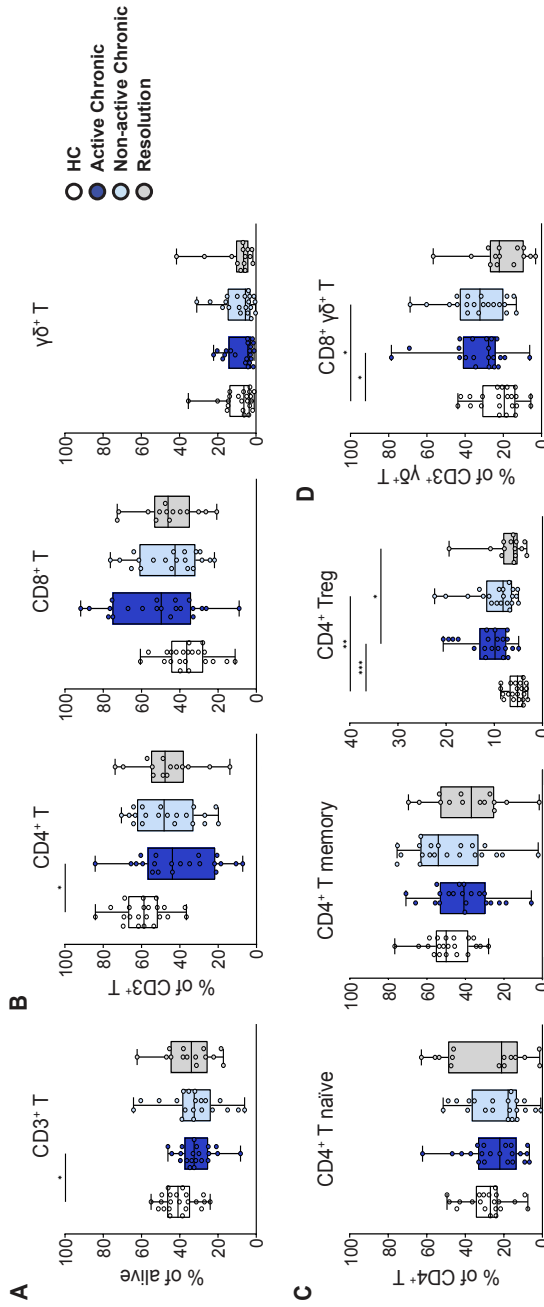 HC
Active Chronic
Non-active Chronic
Resolution
A
CD3⁺ T
% of alive
100
80
60
40
20
0
*
B
CD4⁺ T
% of CD3⁺ T
100
80
60
40
20
0
*
CD8⁺ T
100
80
60
40
20
0
γδ⁺ T
100
80
60
40
20
0
C
CD4⁺ T naïve
% of CD4⁺ T
100
80
60
40
20
0
CD4⁺ T memory
100
80
60
40
20
0
CD4⁺ Treg
40
30
20
10
0
**
***
*
D
CD8⁺ γδ⁺ T
% of CD3⁺ γδ⁺ T
100
80
60
40
20
0
*
*